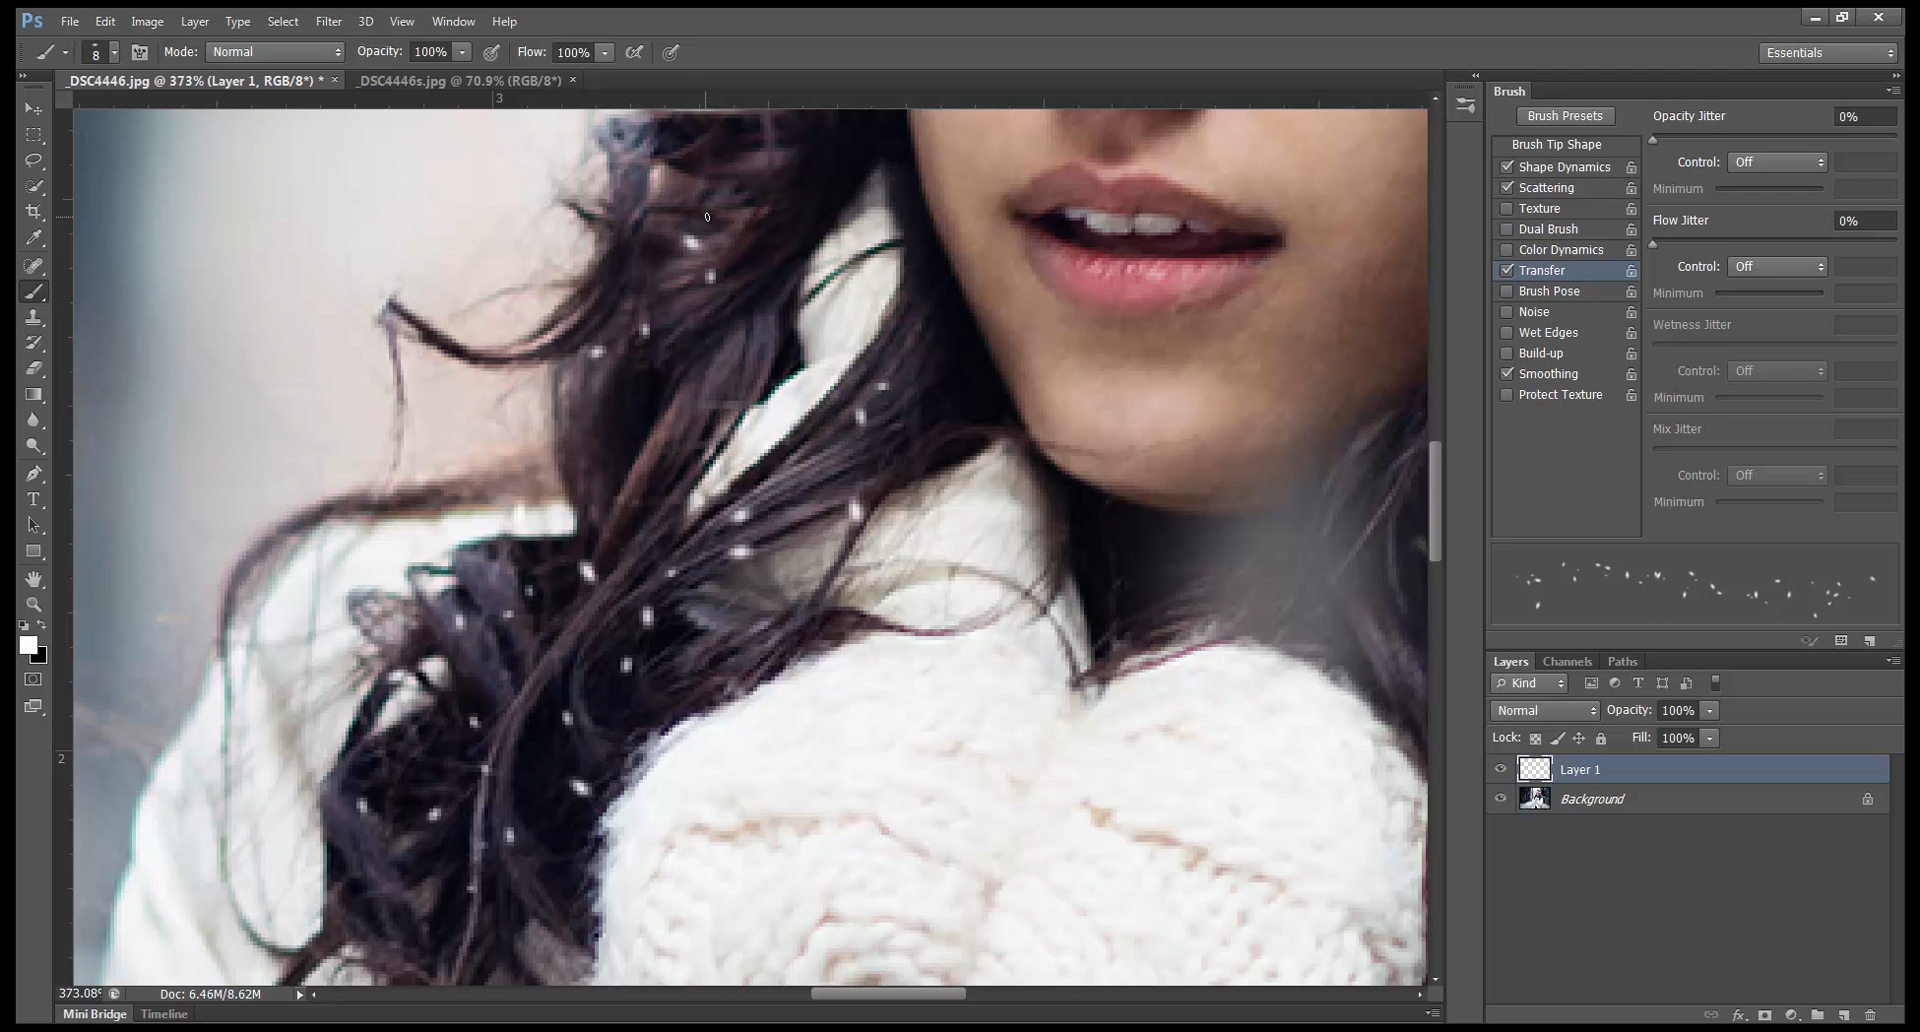 Ps File Edit Image Layer Type Select Filter 3D View Window Help
8 Mode: Normal Opacity: 100% Flow: 100% Essentials
_DSC4446.jpg @ 373% (Layer 1, RGB/8*) * × _DSC4446s.jpg @ 70.9% (RGB/8*) ×
3
2
Brush
Brush Presets
Brush Tip Shape
Shape Dynamics
Scattering
Texture
Dual Brush
Color Dynamics
Transfer
Brush Pose
Noise
Wet Edges
Build-up
Smoothing
Protect Texture
Opacity Jitter 0%
Control: Off
Minimum
Flow Jitter 0%
Control: Off
Minimum
Wetness Jitter
Control: Off
Minimum
Mix Jitter
Control: Off
Minimum
Layers Channels Paths
Kind
Normal Opacity: 100%
Lock: Fill: 100%
Layer 1
Background
373.08% Doc: 6.46M/8.62M
Mini Bridge Timeline